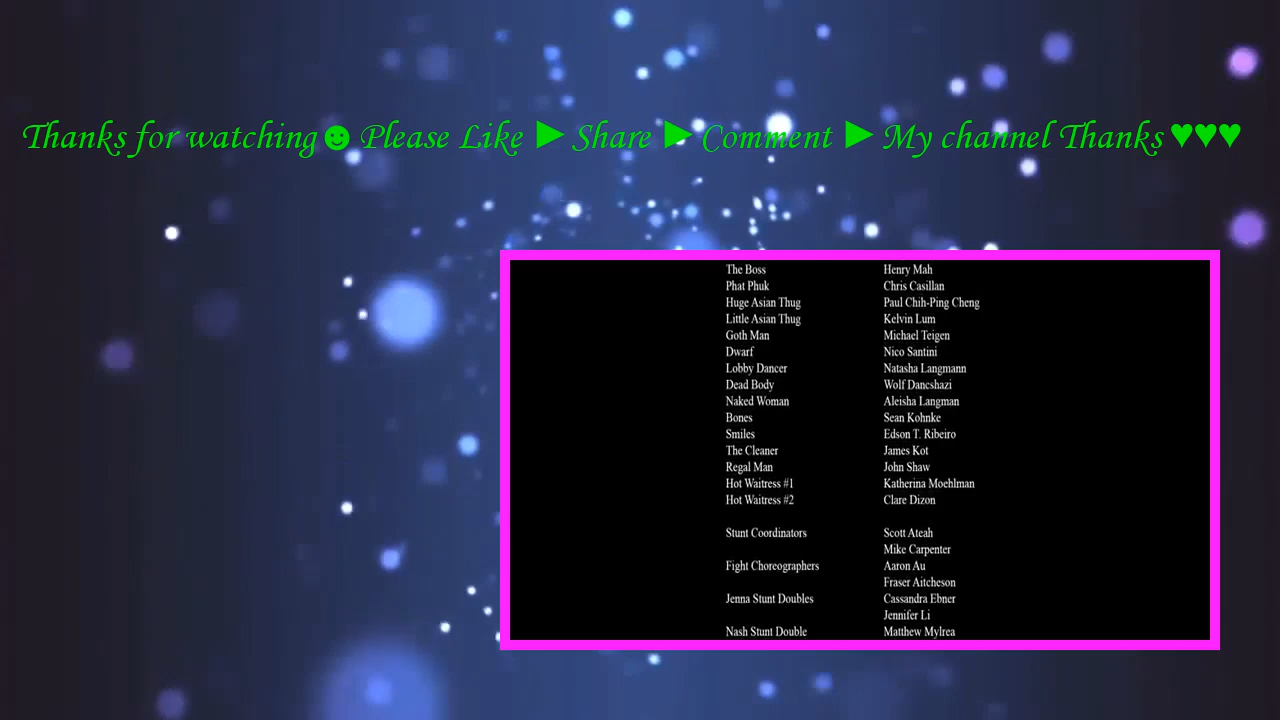 Thanks for watching☻Please Like ► Share ► Comment ► My channel Thanks ♥♥♥
The Boss Henry Mah
Phat Phuk Chris Casillan
Huge Asian Thug Paul Chih-Ping Cheng
Little Asian Thug Kelvin Lum
Goth Man Michael Teigen
Dwarf Nico Santini
Lobby Dancer Natasha Langmann
Dead Body Wolf Dancshazi
Naked Woman Aleisha Langman
Bones Sean Kohnke
Smiles Edson T. Ribeiro
The Cleaner James Kot
Regal Man John Shaw
Hot Waitress #1 Katherina Moehlman
Hot Waitress #2 Clare Dizon
Stunt Coordinators Scott Ateah
Mike Carpenter
Fight Choreographers Aaron Au
Fraser Aitcheson
Jenna Stunt Doubles Cassandra Ebner
Jennifer Li
Nash Stunt Double Matthew Mylrea